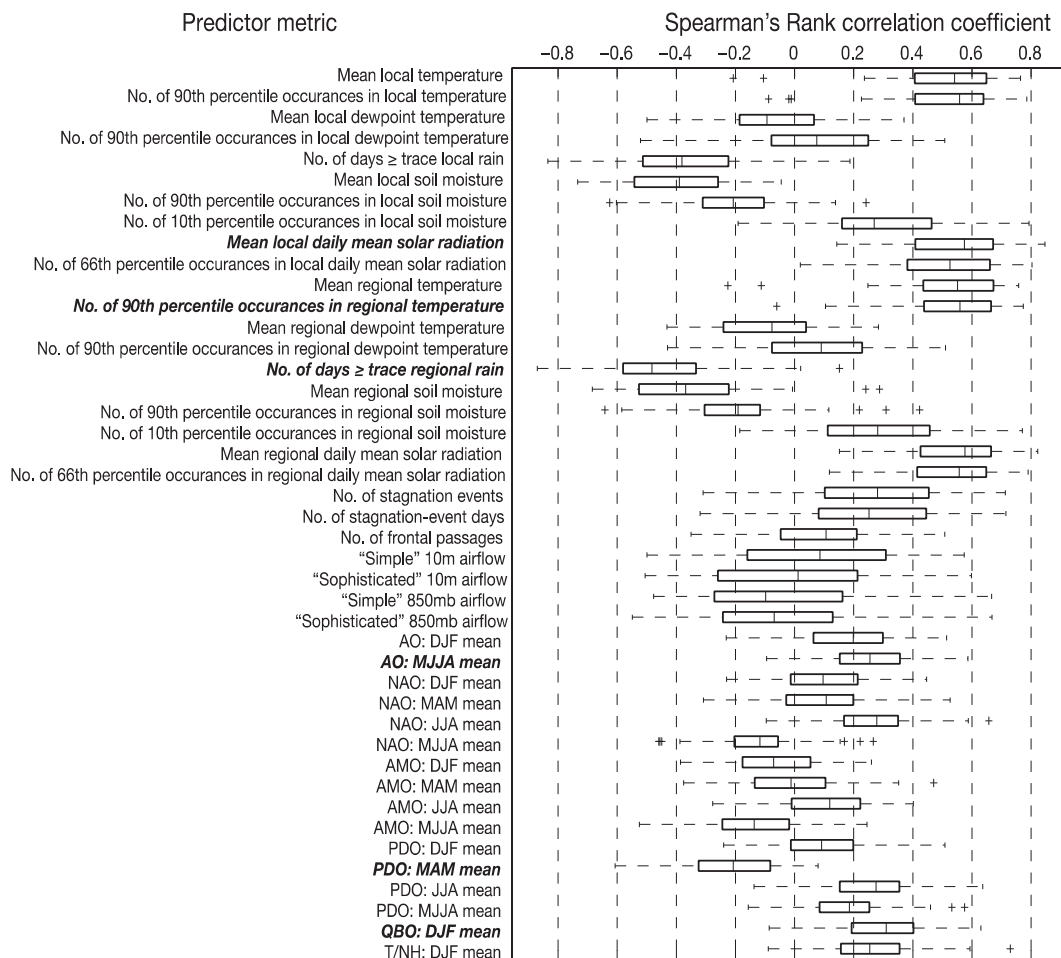 Predictor metric
Spearman's Rank correlation coefficient
−0.8 −0.6 −0.4 −0.2 0 0.2 0.4 0.6 0.8
Mean local temperature
No. of 90th percentile occurances in local temperature
Mean local dewpoint temperature
No. of 90th percentile occurances in local dewpoint temperature
No. of days ≥ trace local rain
Mean local soil moisture
No. of 90th percentile occurances in local soil moisture
No. of 10th percentile occurances in local soil moisture
Mean local daily mean solar radiation
No. of 66th percentile occurances in local daily mean solar radiation
Mean regional temperature
No. of 90th percentile occurances in regional temperature
Mean regional dewpoint temperature
No. of 90th percentile occurances in regional dewpoint temperature
No. of days ≥ trace regional rain
Mean regional soil moisture
No. of 90th percentile occurances in regional soil moisture
No. of 10th percentile occurances in regional soil moisture
Mean regional daily mean solar radiation
No. of 66th percentile occurances in regional daily mean solar radiation
No. of stagnation events
No. of stagnation-event days
No. of frontal passages
“Simple” 10m airflow
“Sophisticated” 10m airflow
“Simple” 850mb airflow
“Sophisticated” 850mb airflow
AO: DJF mean
AO: MJJA mean
NAO: DJF mean
NAO: MAM mean
NAO: JJA mean
NAO: MJJA mean
AMO: DJF mean
AMO: MAM mean
AMO: JJA mean
AMO: MJJA mean
PDO: DJF mean
PDO: MAM mean
PDO: JJA mean
PDO: MJJA mean
QBO: DJF mean
T/NH: DJF mean